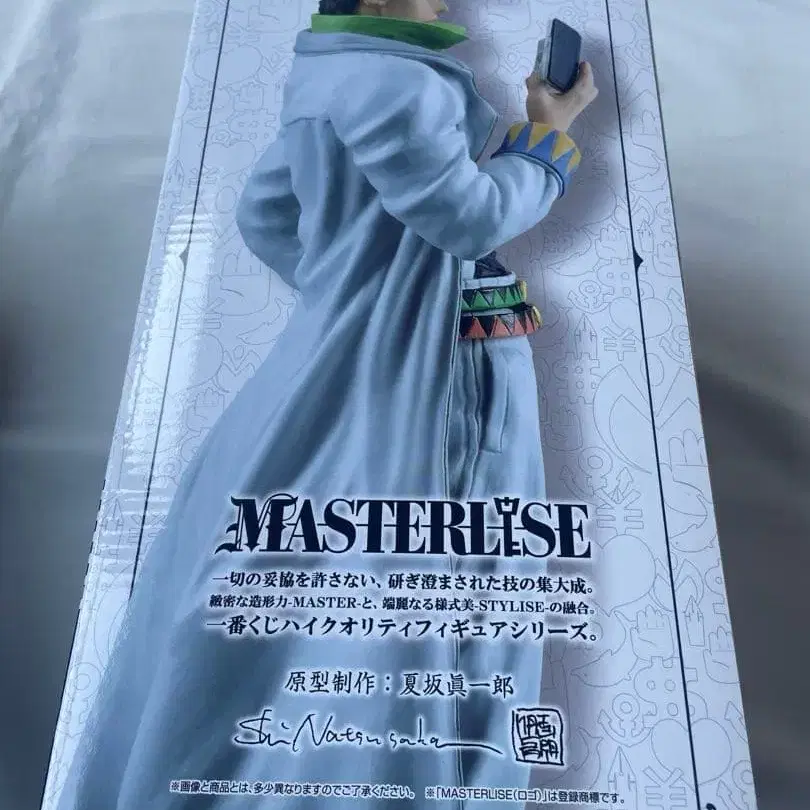 MASTERLISE
一切の妥協を許さない、研ぎ澄まされた技の集大成。
緻密な造形力-MASTER-と、端麗なる様式美-STYLISE-の融合。
一番くじハイクオリティフィギュアシリーズ。
原型制作：夏坂眞一郎
Shin Natsusaka
※画像と商品とは、多少異なりますのでご了承ください。 ※「MASTERLISE(ロゴ)」は登録商標です。